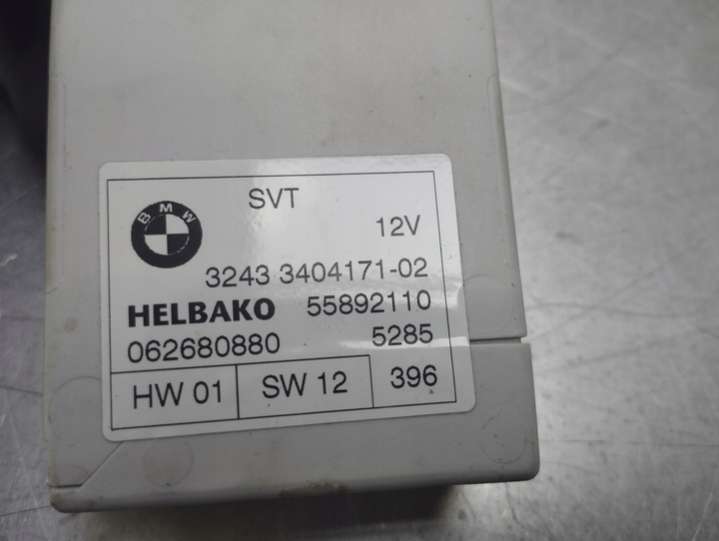 BMW
SVT
12V
3243 3404171-02
HELBAKO 55892110
062680880 5285
HW 01 SW 12 396